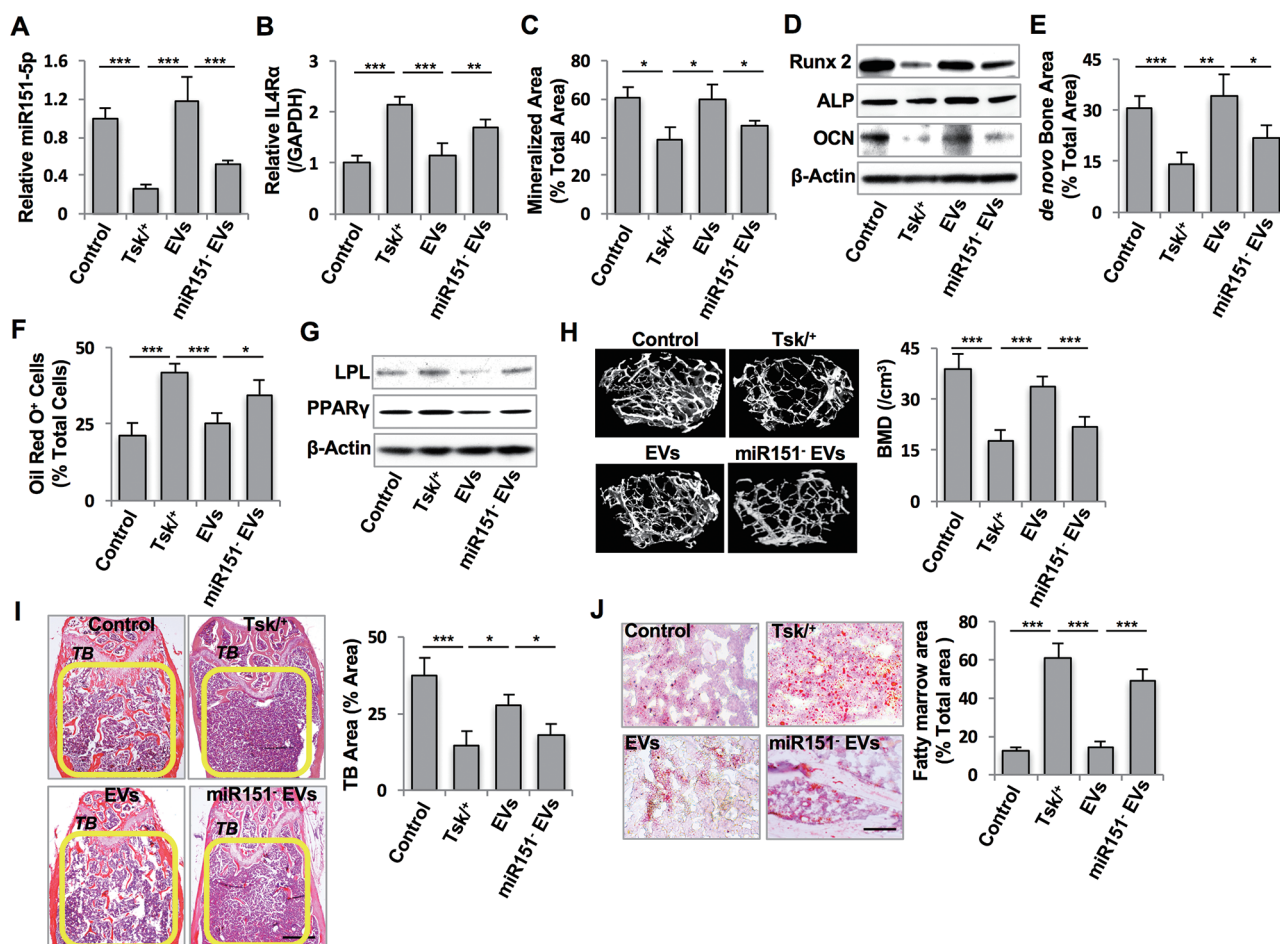 A
Relative miR151-5p
1.6
1.2
0.8
0.4
0
*** *** ***
Control
Tsk/+
EVs
miR151- EVs
B
Relative IL4Rα
(/GAPDH)
3
2
1
0
*** *** **
Control
Tsk/+
EVs
miR151- EVs
C
Mineralized Area
(% Total Area)
80
60
40
20
0
* * *
Control
Tsk/+
EVs
miR151- EVs
D
Runx 2
ALP
OCN
β-Actin
Control
Tsk/+
EVs
miR151- EVs
E
de novo Bone Area
(% Total Area)
45
30
15
0
*** ** *
Control
Tsk/+
EVs
miR151- EVs
F
Oil Red O+ Cells
(% Total Cells)
50
25
0
*** *** *
Control
Tsk/+
EVs
miR151- EVs
G
LPL
PPARγ
β-Actin
Control
Tsk/+
EVs
miR151- EVs
H
Control Tsk/+
EVs miR151- EVs
BMD (/cm³)
45
30
15
0
*** *** ***
Control
Tsk/+
EVs
miR151- EVs
I
Control Tsk/+
TB TB
EVs miR151- EVs
TB TB
TB Area (% Area)
50
25
0
*** * *
Control
Tsk/+
EVs
miR151- EVs
J
Control Tsk/+
EVs miR151- EVs
Fatty marrow area
(% Total area)
80
60
40
20
0
*** *** ***
Control
Tsk/+
EVs
miR151- EVs